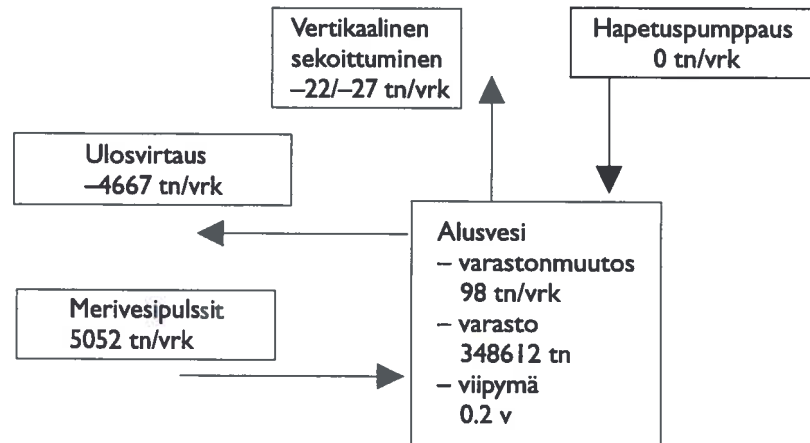 Vertikaalinen
sekoittuminen
–22/–27 tn/vrk
Hapetuspumppaus
0 tn/vrk
Ulosvirtaus
–4667 tn/vrk
Merivesipulssit
5052 tn/vrk
Alusvesi
– varastonmuutos
98 tn/vrk
– varasto
348612 tn
– viipymä
0.2 v